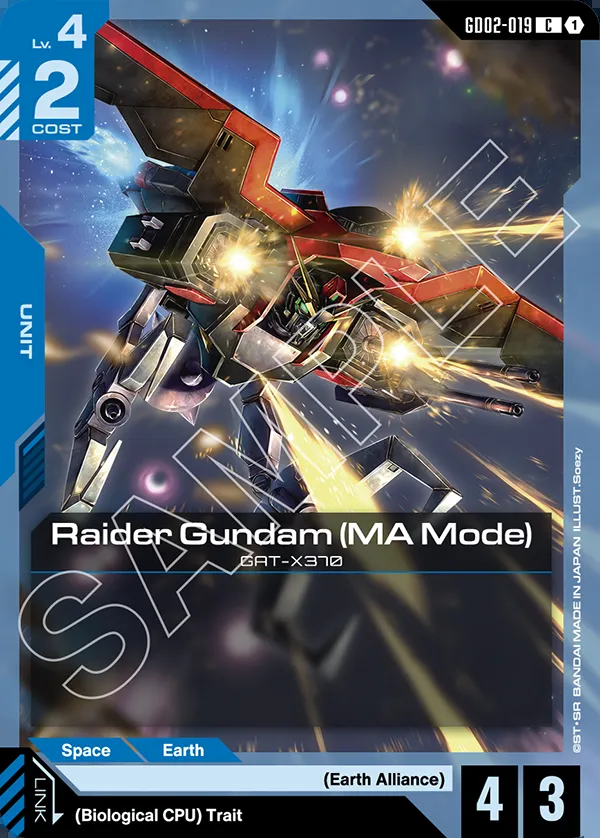 Lv. 4
2
COST
GD02-019 C 1
UNIT
SAMPLE
Raider Gundam (MA Mode)
GAT-X370
©ST・SR BANDAI MADE IN JAPAN ILLUST.Soezy
Space Earth
(Earth Alliance)
LINK
(Biological CPU) Trait
4 3